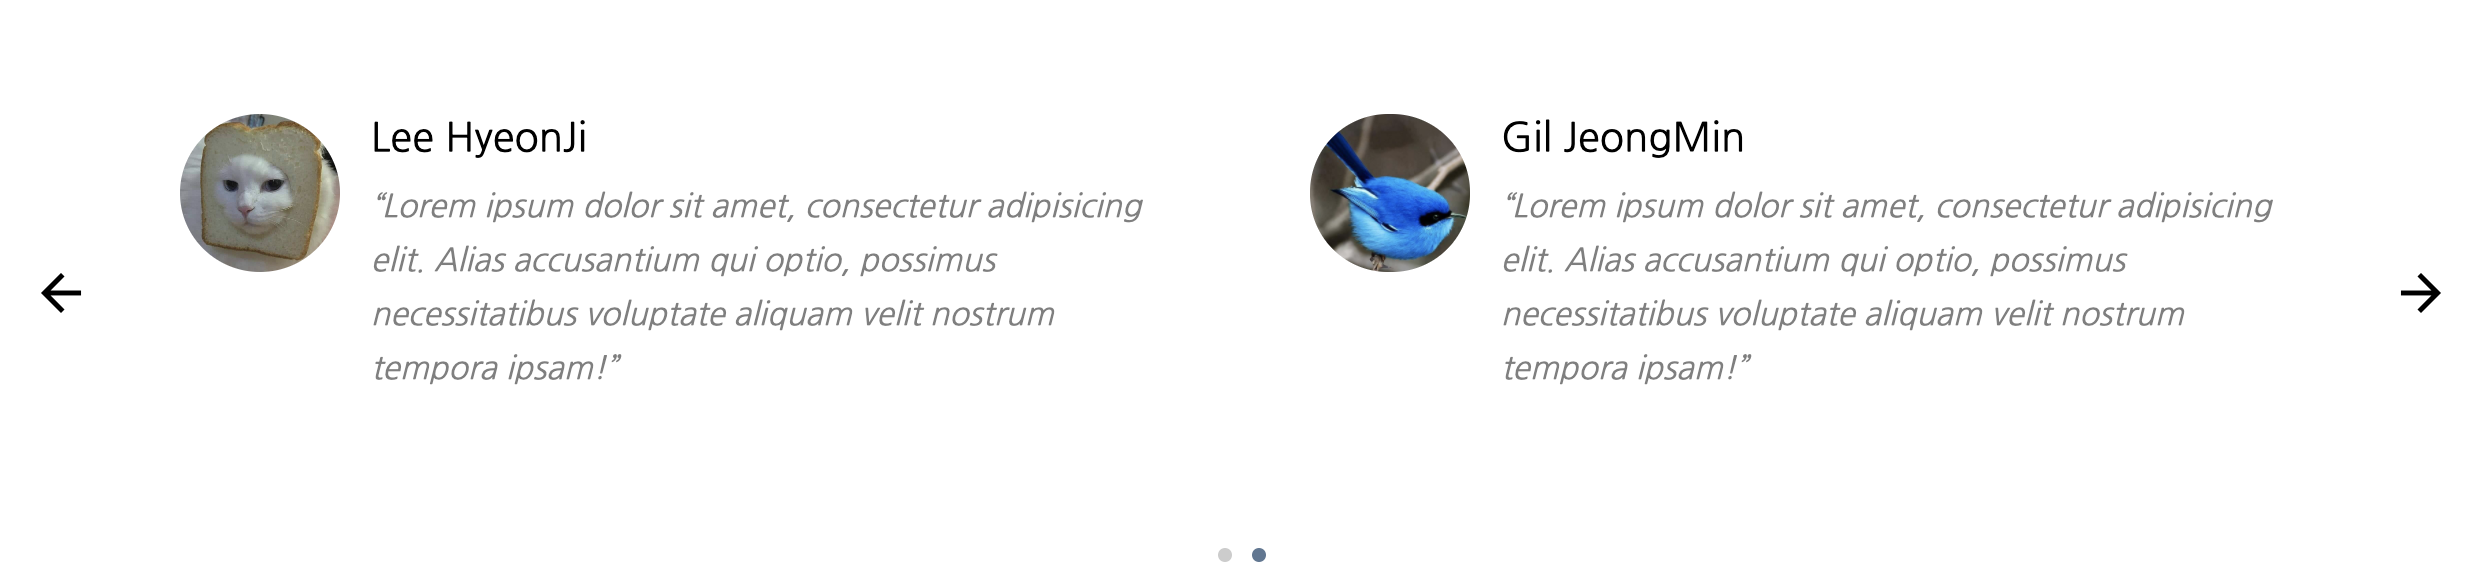 Lee HyeonJi
“Lorem ipsum dolor sit amet, consectetur adipisicing
elit. Alias accusantium qui optio, possimus
necessitatibus voluptate aliquam velit nostrum
tempora ipsam!”
Gil JeongMin
“Lorem ipsum dolor sit amet, consectetur adipisicing
elit. Alias accusantium qui optio, possimus
necessitatibus voluptate aliquam velit nostrum
tempora ipsam!”